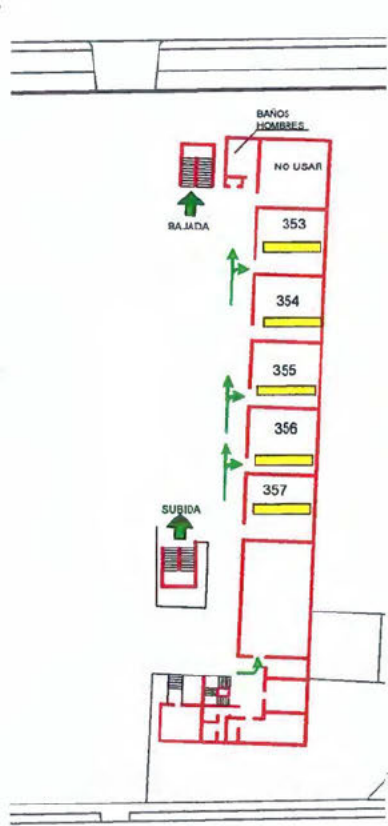 BAÑOS
HOMBRES
NO USAR
BAJADA
353
354
355
356
357
SUBIDA